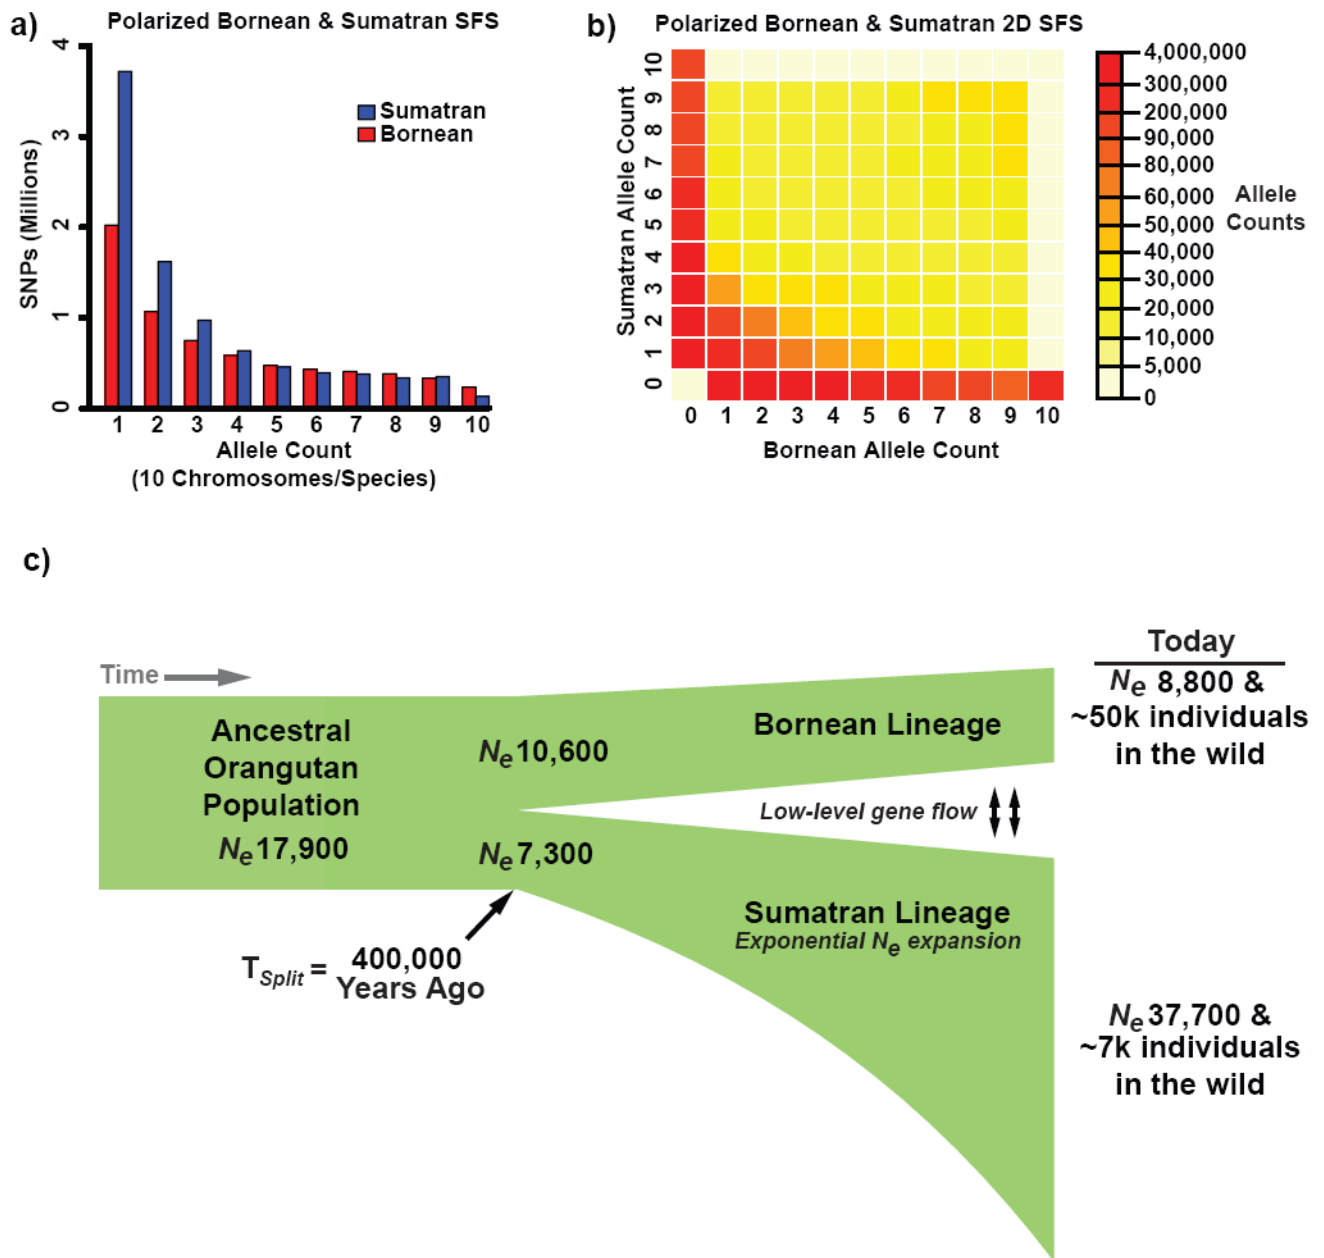 a)
Polarized Bornean & Sumatran SFS
4
3
2
1
0
SNPs (Millions)
Sumatran
Bornean
1 2 3 4 5 6 7 8 9 10
Allele Count
(10 Chromosomes/Species)
b)
Polarized Bornean & Sumatran 2D SFS
10
9
8
7
6
5
4
3
2
1
0
Sumatran Allele Count
0 1 2 3 4 5 6 7 8 9 10
Bornean Allele Count
4,000,000
300,000
200,000
90,000
80,000
60,000
50,000
40,000
30,000
20,000
10,000
5,000
0
Allele
Counts
c)
Time
Ancestral
Orangutan
Population
Ne 17,900
Ne 10,600
Ne 7,300
TSplit = 400,000
Years Ago
Bornean Lineage
Low-level gene flow
Sumatran Lineage
Exponential Ne expansion
Today
Ne 8,800 &
~50k individuals
in the wild
Ne 37,700 &
~7k individuals
in the wild